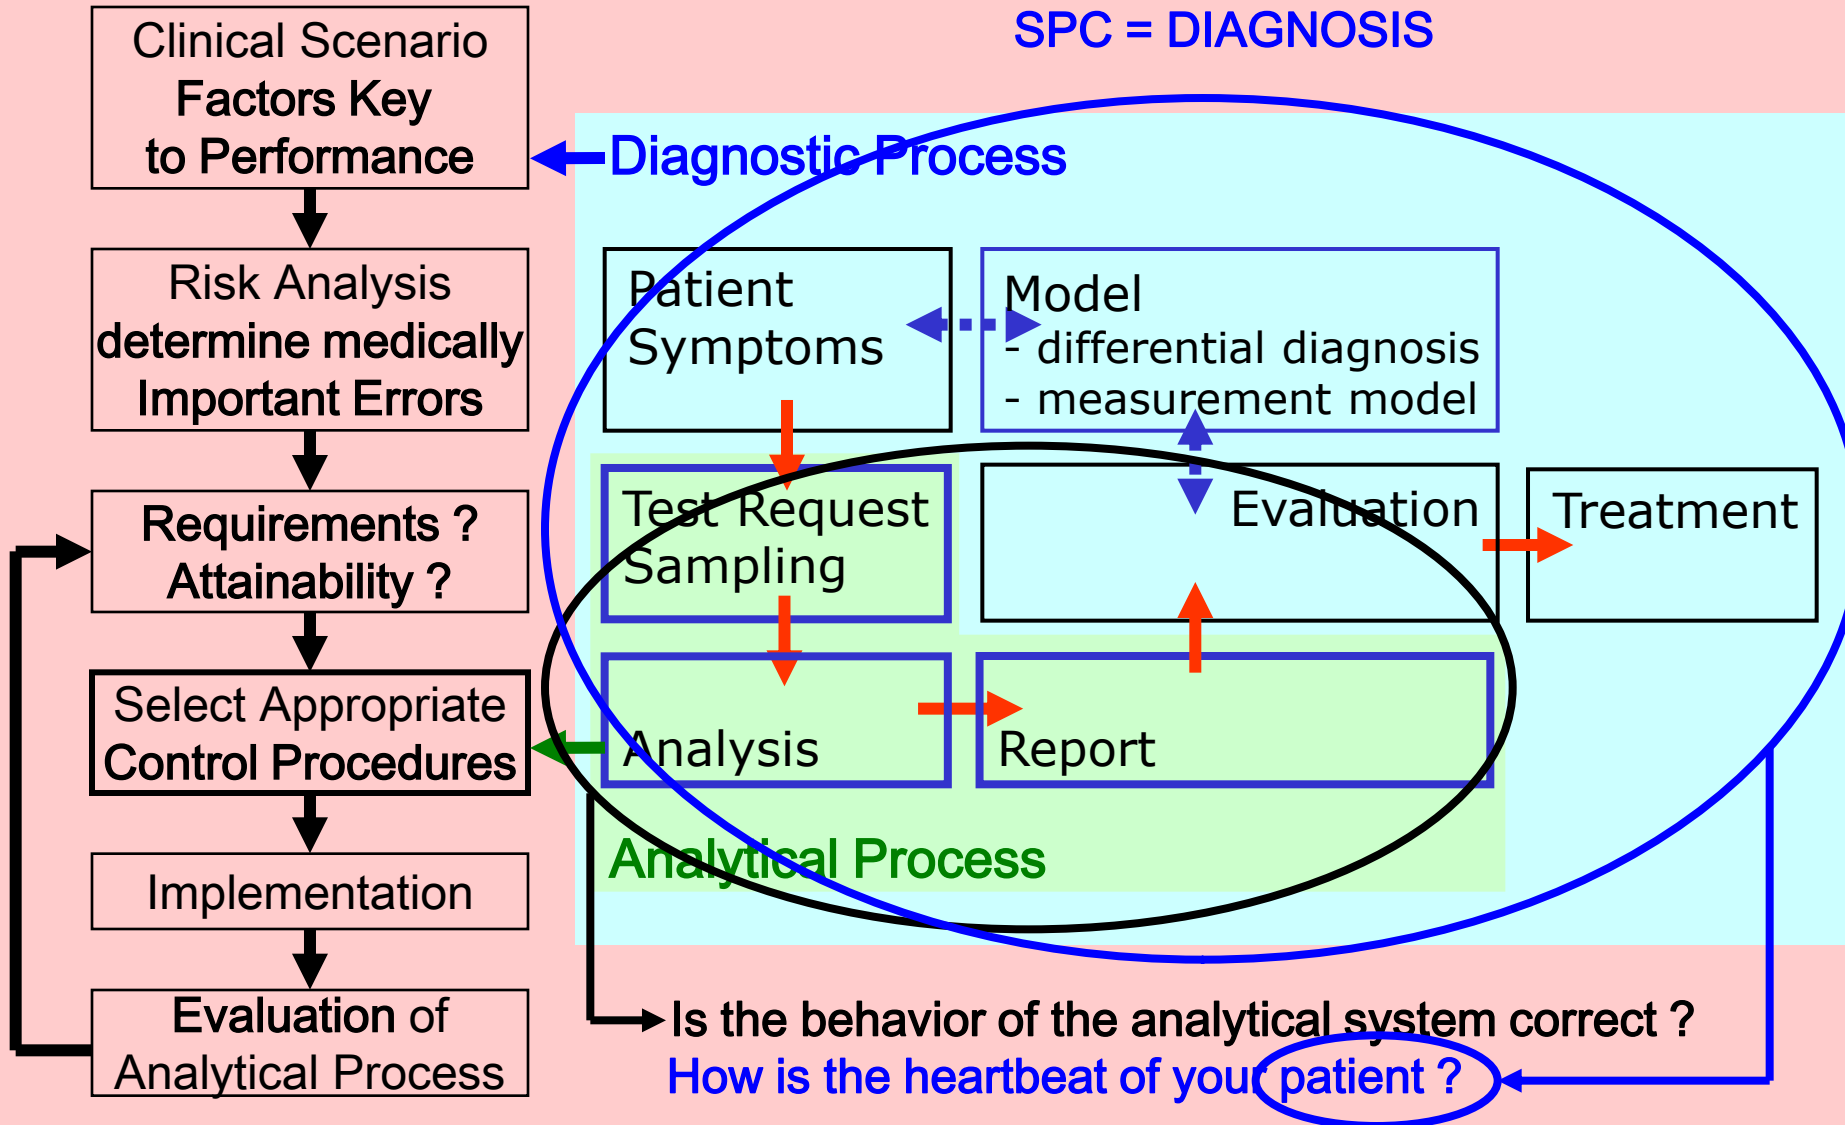 SPC = DIAGNOSIS
Clinical Scenario
Factors Key
to Performance
Risk Analysis
determine medically
Important Errors
Requirements ?
Attainability ?
Select Appropriate
Control Procedures
Implementation
Evaluation of
Analytical Process
Diagnostic Process
Patient
Symptoms
Model
- differential diagnosis
- measurement model
Test Request
Sampling
Evaluation
Treatment
Analysis
Report
Analytical Process
Is the behavior of the analytical system correct ?
How is the heartbeat of your patient ?